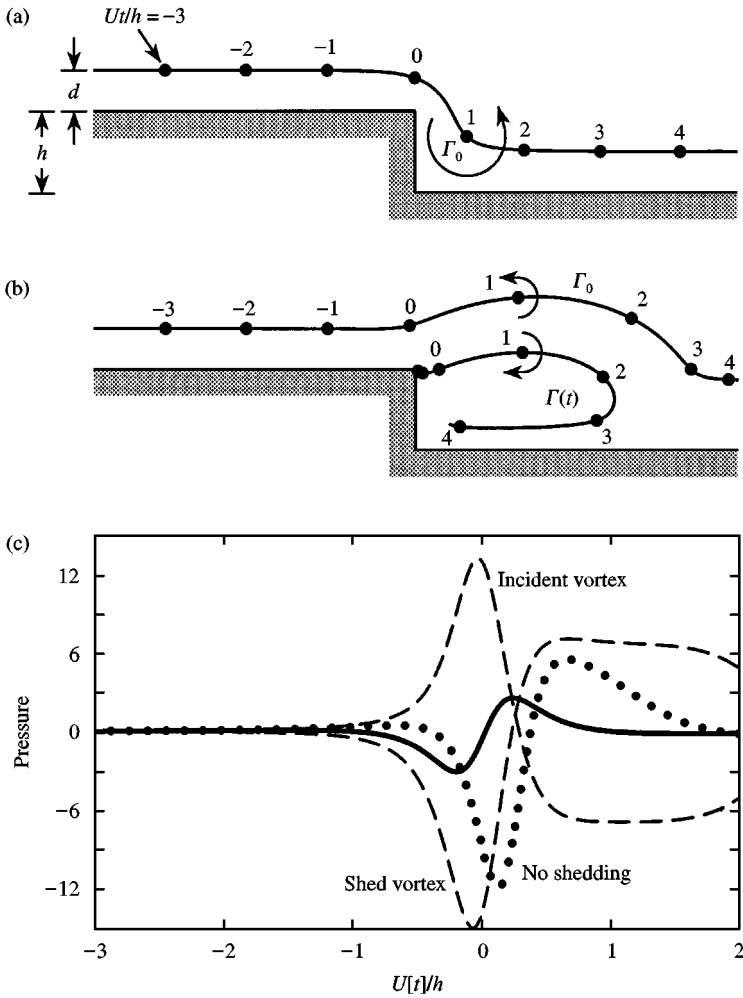 (a)
Ut/h = −3
−2
−1
0
d
h
1
2
3
4
Γ₀
(b)
−3
−2
−1
0
1
Γ₀
2
3
4
0
1
2
Γ(t)
3
4
(c)
12
6
0
−6
−12
Pressure
Incident vortex
Shed vortex
No shedding
−3
−2
−1
0
1
2
U[t]/h